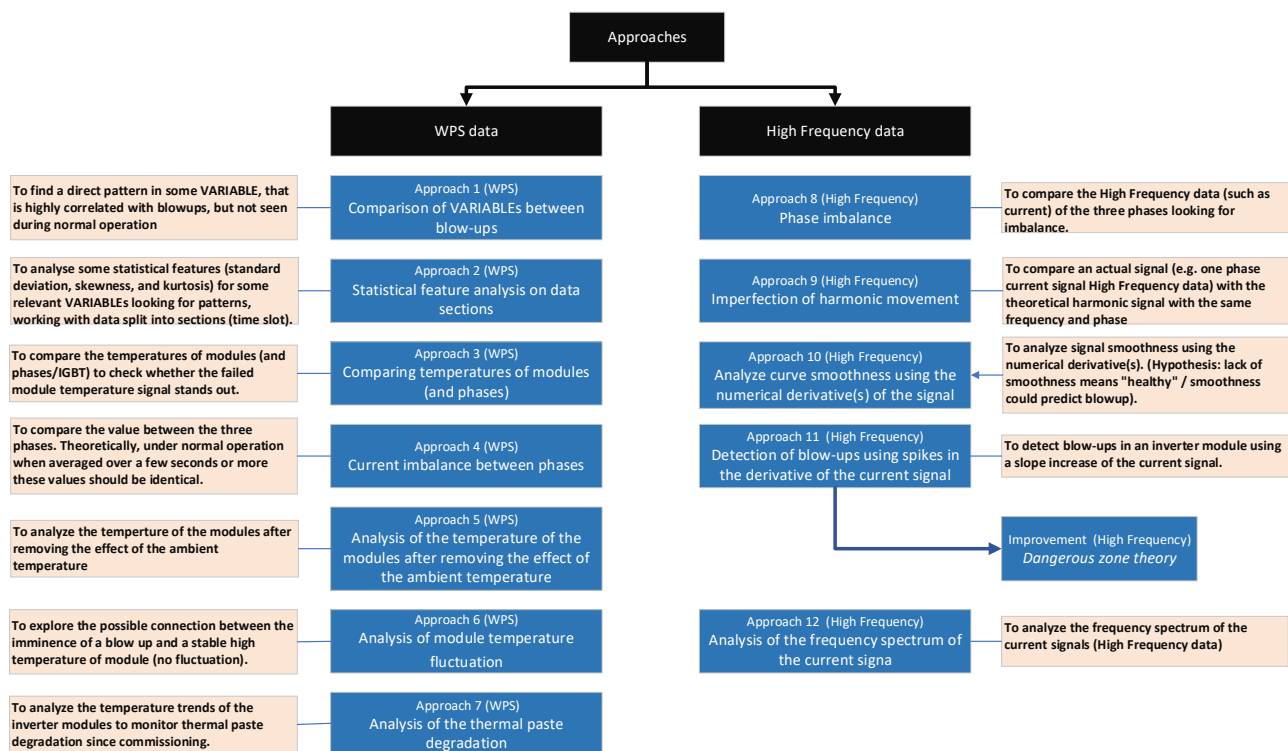 Approaches
WPS data
High Frequency data
To find a direct pattern in some VARIABLE, that
is highly correlated with blowups, but not seen
during normal operation
Approach 1 (WPS)
Comparison of VARIABLEs between
blow-ups
To analyse some statistical features (standard
deviation, skewness, and kurtosis) for some
relevant VARIABLEs looking for patterns,
working with data split into sections (time slot).
Approach 2 (WPS)
Statistical feature analysis on data
sections
To compare the temperatures of modules (and
phases/IGBT) to check whether the failed
module temperature signal stands out.
Approach 3 (WPS)
Comparing temperatures of modules
(and phases)
To compare the value between the three
phases. Theoretically, under normal operation
when averaged over a few seconds or more
these values should be identical.
Approach 4 (WPS)
Current imbalance between phases
To analyze the temperture of the modules after
removing the effect of the ambient
temperature
Approach 5 (WPS)
Analysis of the temperature of the
modules after removing the effect of
the ambient temperature
To explore the possible connection between the
imminence of a blow up and a stable high
temperature of module (no fluctuation).
Approach 6 (WPS)
Analysis of module temperature
fluctuation
To analyze the temperature trends of the
inverter modules to monitor thermal paste
degradation since commissioning.
Approach 7 (WPS)
Analysis of the thermal paste
degradation
Approach 8 (High Frequency)
Phase imbalance
To compare the High Frequency data (such as
current) of the three phases looking for
imbalance.
Approach 9 (High Frequency)
Imperfection of harmonic movement
To compare an actual signal (e.g. one phase
current signal High Frequency data) with the
theoretical harmonic signal with the same
frequency and phase
Approach 10 (High Frequency)
Analyze curve smoothness using the
numerical derivative(s) of the signal
To analyze signal smoothness using the
numerical derivative(s). (Hypothesis: lack of
smoothness means "healthy" / smoothness
could predict blowup).
Approach 11 (High Frequency)
Detection of blow-ups using spikes in
the derivative of the current signal
To detect blow-ups in an inverter module using
a slope increase of the current signal.
Improvement (High Frequency)
Dangerous zone theory
Approach 12 (High Frequency)
Analysis of the frequency spectrum of
the current signa
To analyze the frequency spectrum of the
current signals (High Frequency data)